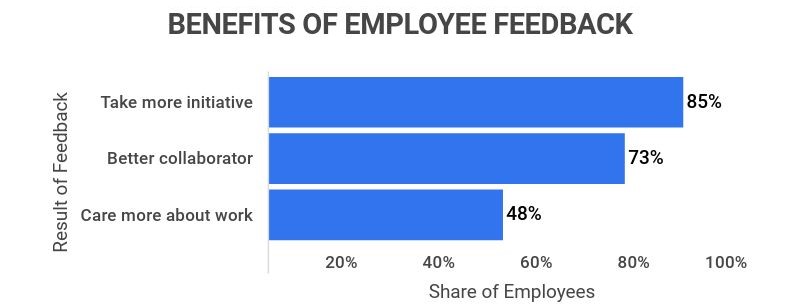 BENEFITS OF EMPLOYEE FEEDBACK
Result of Feedback
Take more initiative 85%
Better collaborator 73%
Care more about work 48%
20% 40% 60% 80% 100%
Share of Employees